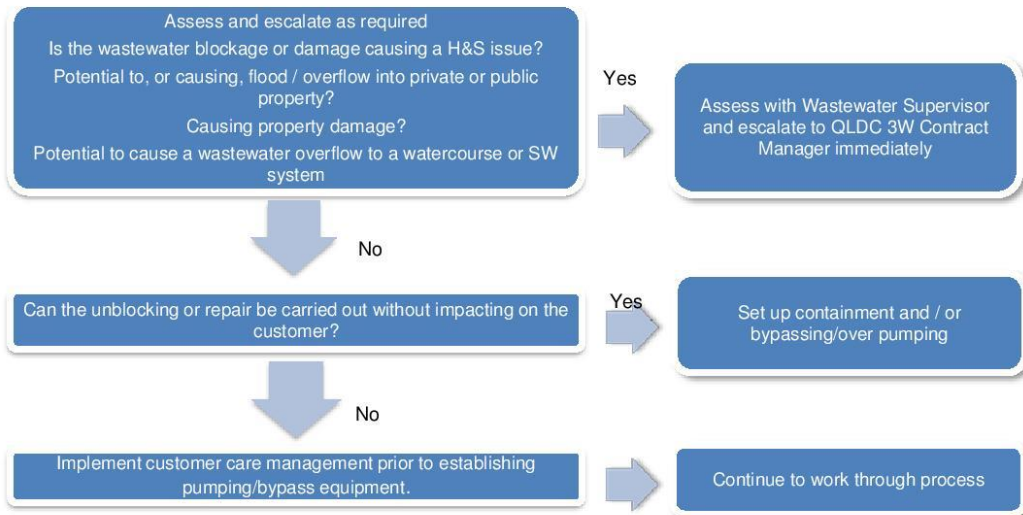 Assess and escalate as required
Is the wastewater blockage or damage causing a H&S issue?
Potential to, or causing, flood / overflow into private or public
property?
Causing property damage?
Potential to cause a wastewater overflow to a watercourse or SW
system
Yes
Assess with Wastewater Supervisor
and escalate to QLDC 3W Contract
Manager immediately
No
Can the unblocking or repair be carried out without impacting on the
customer?
Yes
Set up containment and / or
bypassing/over pumping
No
Implement customer care management prior to establishing
pumping/bypass equipment.
Continue to work through process